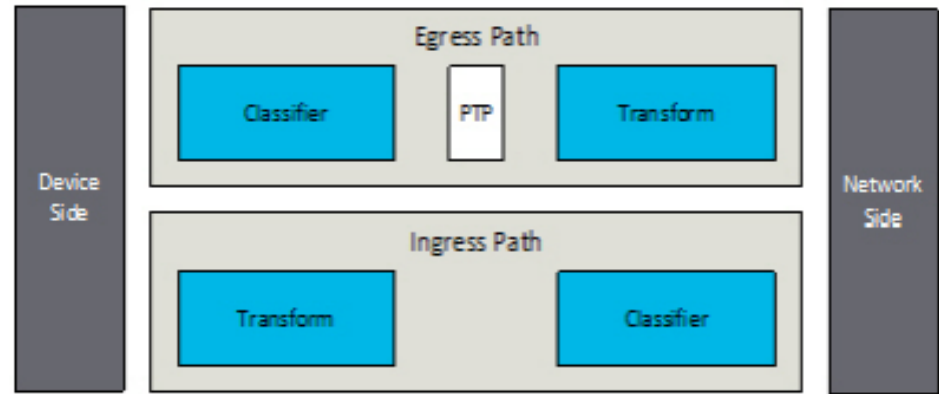 Egress Path
Classifier
PTP
Transform
Device
Side
Network
Side
Ingress Path
Transform
Classifier